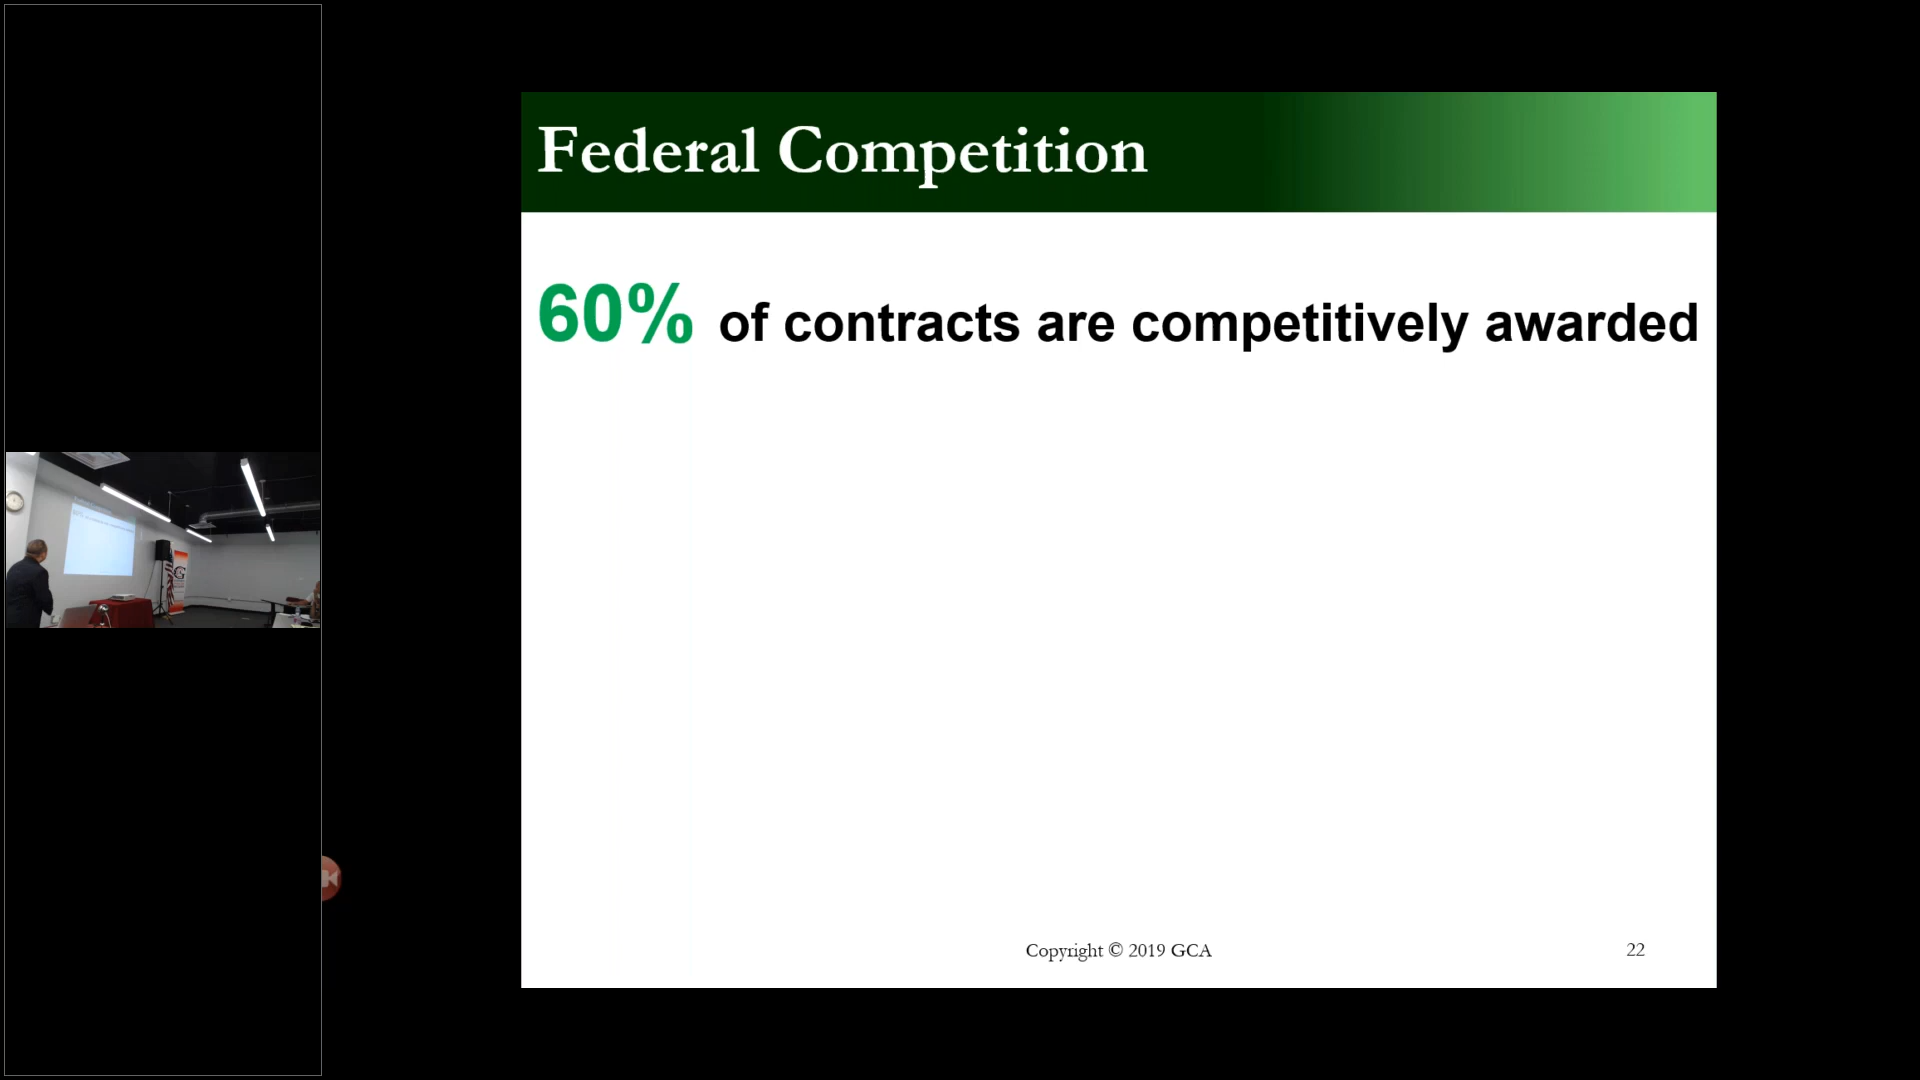 Federal Competition
60% of contracts are competitively awarded
Copyright © 2019 GCA
22